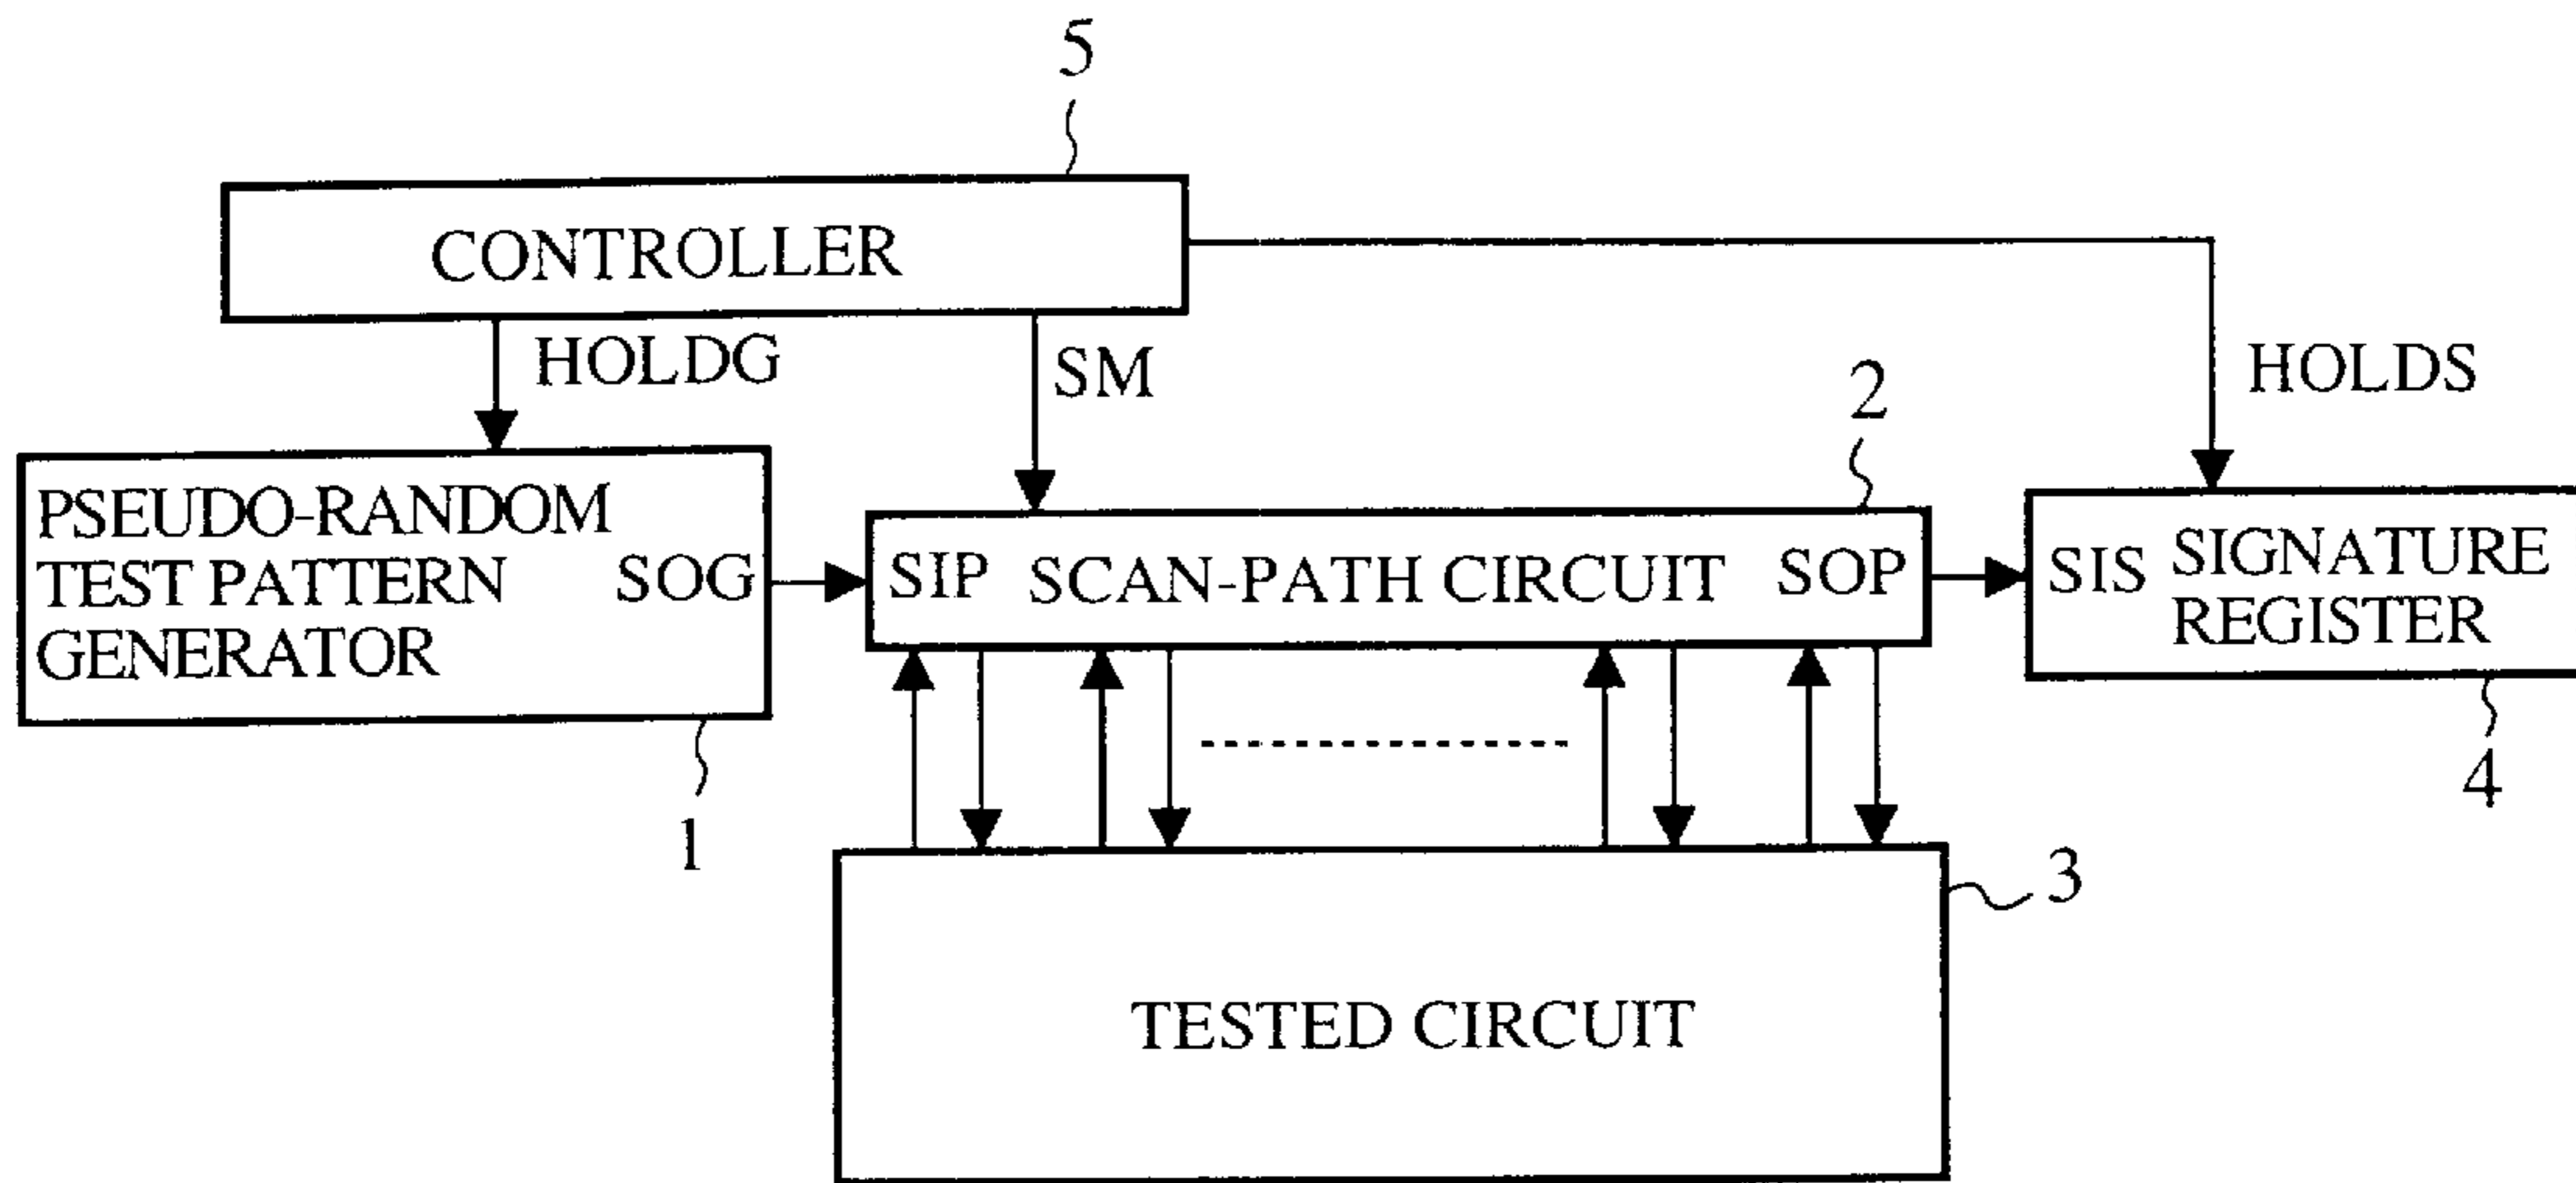 5
CONTROLLER
HOLDG
SM
HOLDS
2
PSEUDO-RANDOM
TEST PATTERN
GENERATOR
SOG
SIP
SCAN-PATH CIRCUIT
SOP
SIS
SIGNATURE
REGISTER
1
4
3
TESTED CIRCUIT